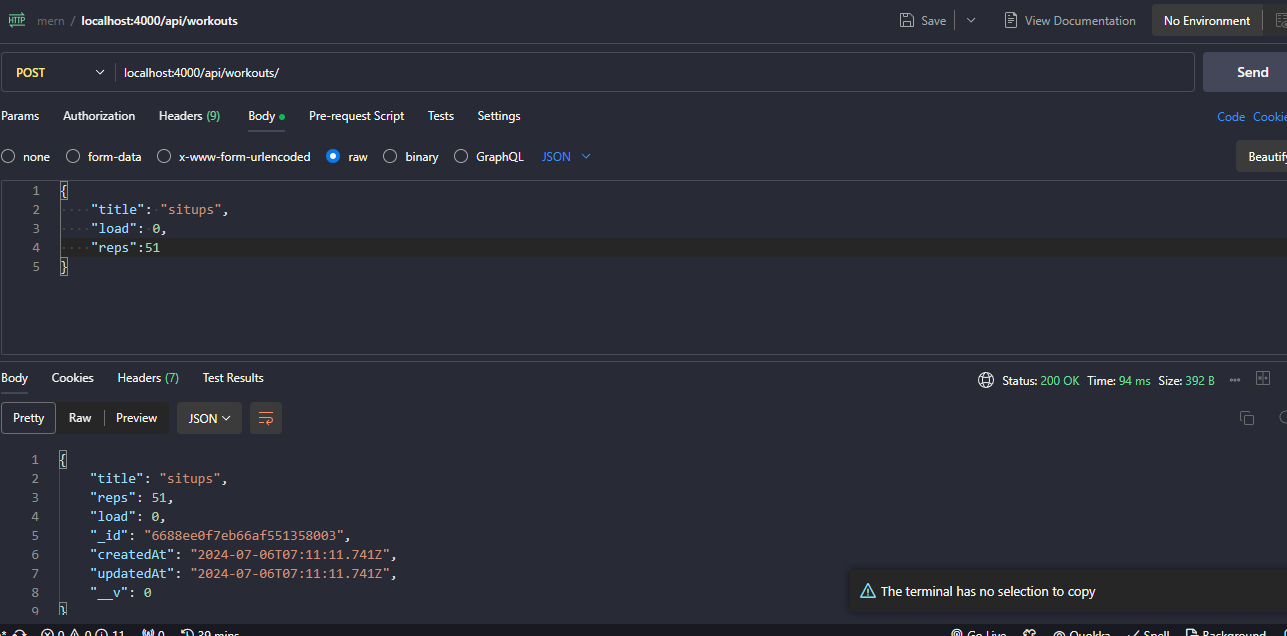 HTTP mern / localhost:4000/api/workouts Save View Documentation No Environment
POST localhost:4000/api/workouts/ Send
Params Authorization Headers (9) Body Pre-request Script Tests Settings Code Cookie
none form-data x-www-form-urlencoded raw binary GraphQL JSON Beautify
1 {
2 "title": "situps",
3 "load": 0,
4 "reps":51
5 }
Body Cookies Headers (7) Test Results Status: 200 OK Time: 94 ms Size: 392 B
Pretty Raw Preview JSON
1 {
2 "title": "situps",
3 "reps": 51,
4 "load": 0,
5 "_id": "6688ee0f7eb66af551358003",
6 "createdAt": "2024-07-06T07:11:11.741Z",
7 "updatedAt": "2024-07-06T07:11:11.741Z",
8 "__v": 0
9 }
The terminal has no selection to copy
0 0 11 0 39 mins Go Live Quokka Spell Background